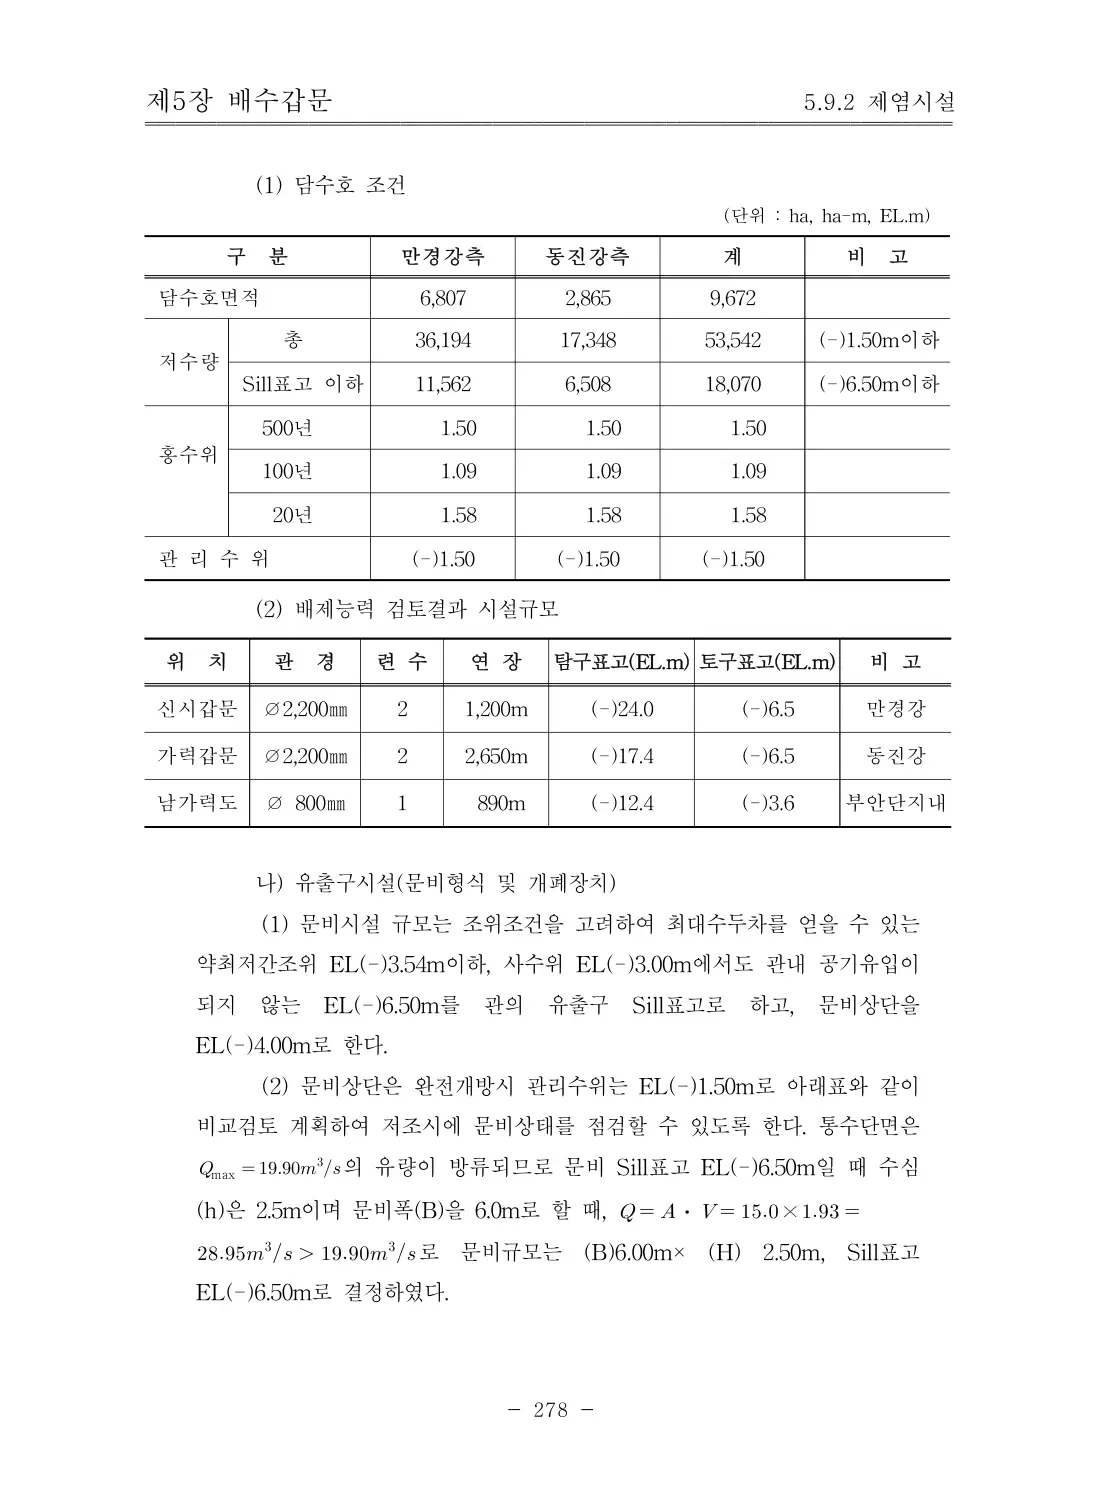 제5장 배수갑문 5.9.2 제염시설
(1) 담수호 조건
(단위 : ha, ha-m, EL.m)
구 분 만경강측 동진강측 계 비 고
담수호면적 6,807 2,865 9,672
저수량 총 36,194 17,348 53,542 (-)1.50m이하
Sill표고 이하 11,562 6,508 18,070 (-)6.50m이하
홍수위 500년 1.50 1.50 1.50
100년 1.09 1.09 1.09
20년 1.58 1.58 1.58
관 리 수 위 (-)1.50 (-)1.50 (-)1.50
(2) 배제능력 검토결과 시설규모
위 치 관 경 련 수 연 장 탐구표고(EL.m) 토구표고(EL.m) 비 고
신시갑문 ∅2,200㎜ 2 1,200m (-)24.0 (-)6.5 만경강
가력갑문 ∅2,200㎜ 2 2,650m (-)17.4 (-)6.5 동진강
남가력도 ∅ 800㎜ 1 890m (-)12.4 (-)3.6 부안단지내
나) 유출구시설(문비형식 및 개폐장치)
(1) 문비시설 규모는 조위조건을 고려하여 최대수두차를 얻을 수 있는
약최저간조위 EL(-)3.54m이하, 사수위 EL(-)3.00m에서도 관내 공기유입이
되지 않는 EL(-)6.50m를 관의 유출구 Sill표고로 하고, 문비상단을
EL(-)4.00m로 한다.
(2) 문비상단은 완전개방시 관리수위는 EL(-)1.50m로 아래표와 같이
비교검토 계획하여 저조시에 문비상태를 점검할 수 있도록 한다. 통수단면은
Qmax = 19.90m³/s의 유량이 방류되므로 문비 Sill표고 EL(-)6.50m일 때 수심
(h)은 2.5m이며 문비폭(B)을 6.0m로 할 때, Q = A · V = 15.0 × 1.93 =
28.95m³/s > 19.90m³/s로 문비규모는 (B)6.00m× (H) 2.50m, Sill표고
EL(-)6.50m로 결정하였다.
- 278 -